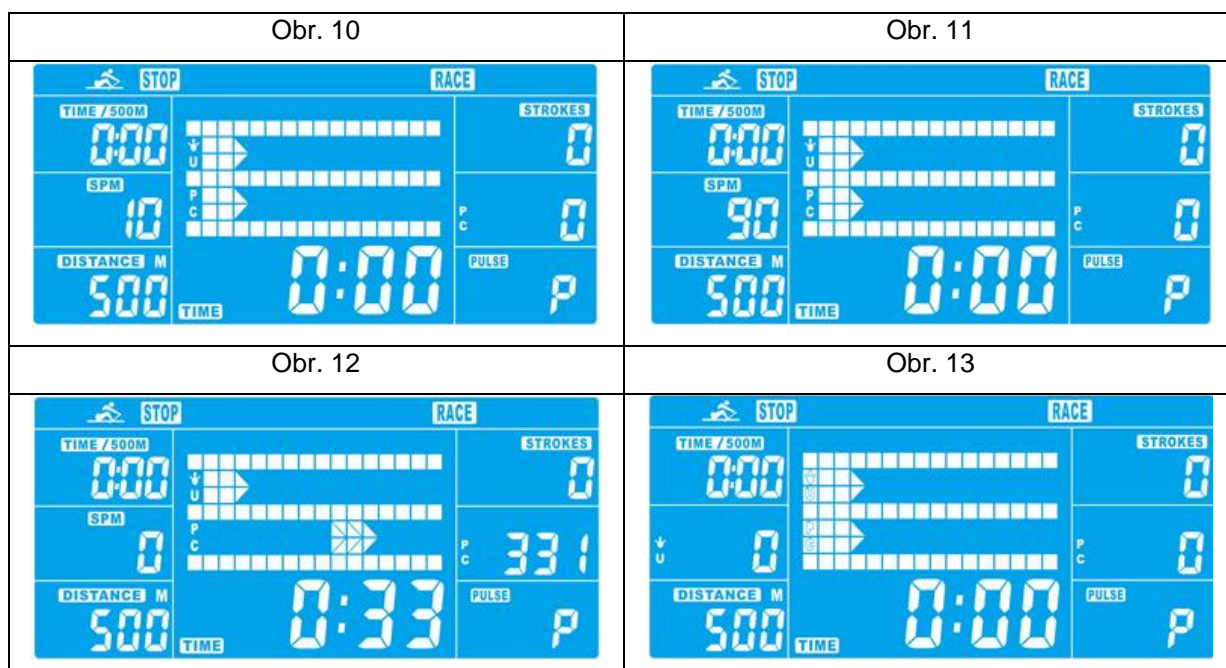 Obr. 10
STOP RACE
TIME / 500M
0:00
SPM
10
DISTANCE M
500
U
P
C
TIME
0:00
STROKES
0
P
C
0
PULSE
P
Obr. 11
STOP RACE
TIME / 500M
0:00
SPM
90
DISTANCE M
500
U
P
C
TIME
0:00
STROKES
0
P
C
0
PULSE
P
Obr. 12
STOP RACE
TIME / 500M
0:00
SPM
0
DISTANCE M
500
U
P
C
TIME
0:33
STROKES
0
P
C
331
PULSE
P
Obr. 13
STOP RACE
TIME / 500M
0:00
U
0
DISTANCE M
500
TIME
0:00
STROKES
0
P
C
0
PULSE
P